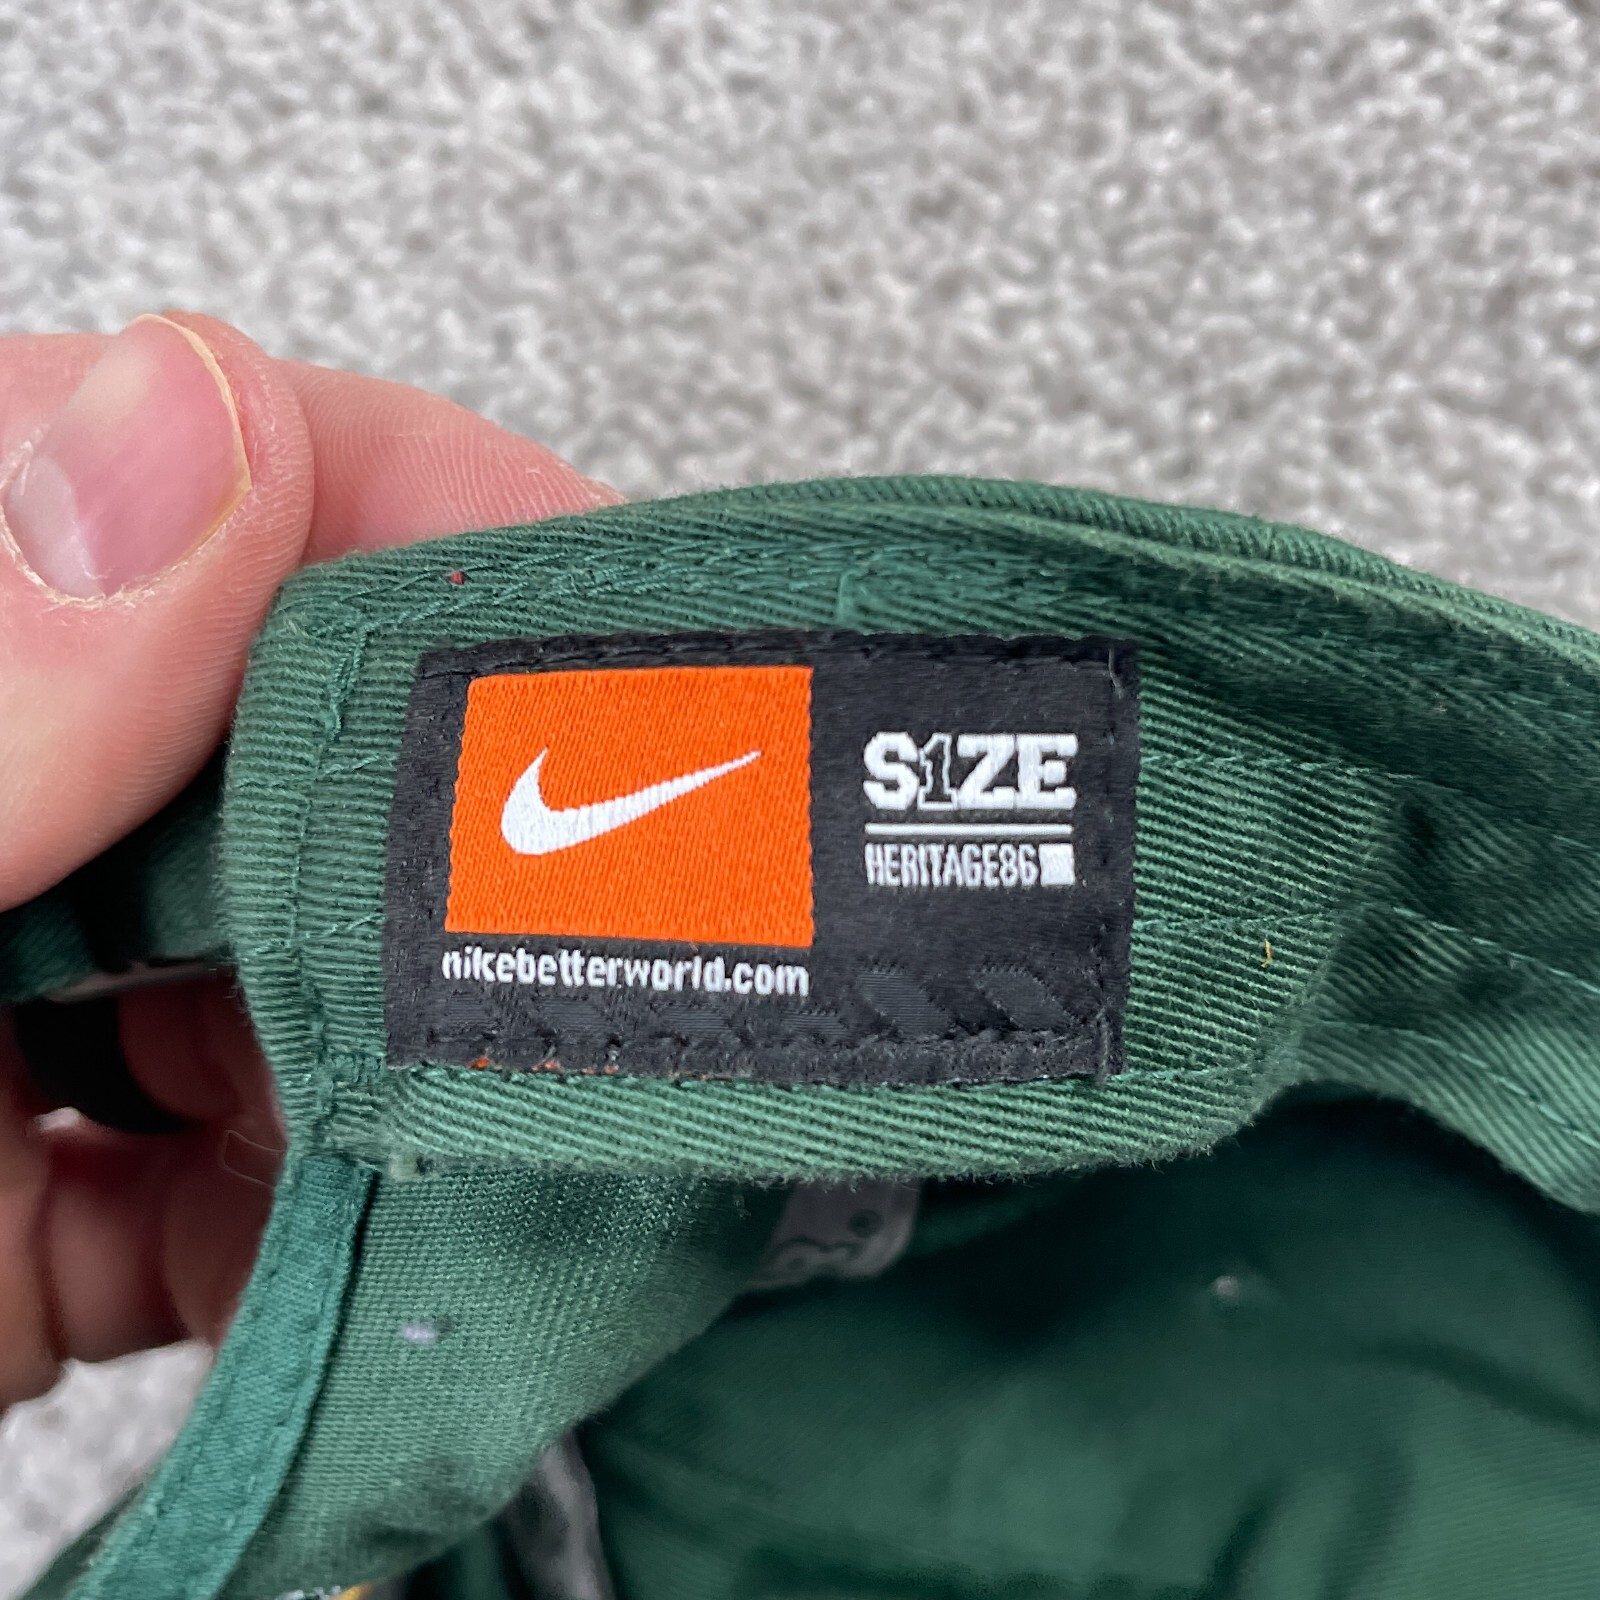 S1ZE
HERITAGE86
nikebetterworld.com
®